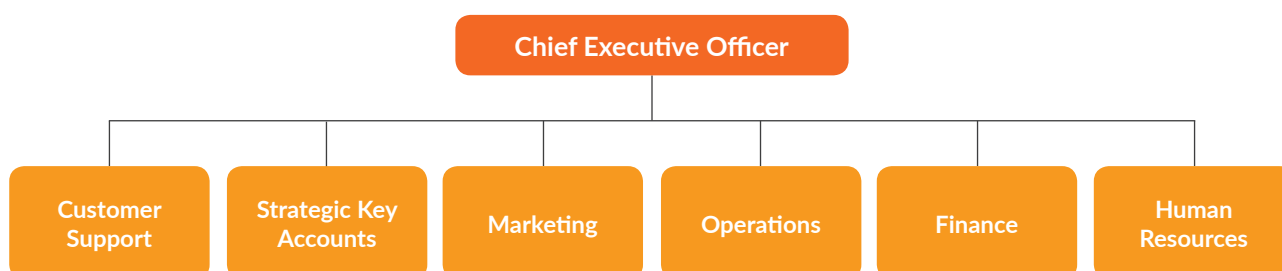 Chief Executive Officer
Customer
Support
Strategic Key
Accounts
Marketing
Operations
Finance
Human
Resources